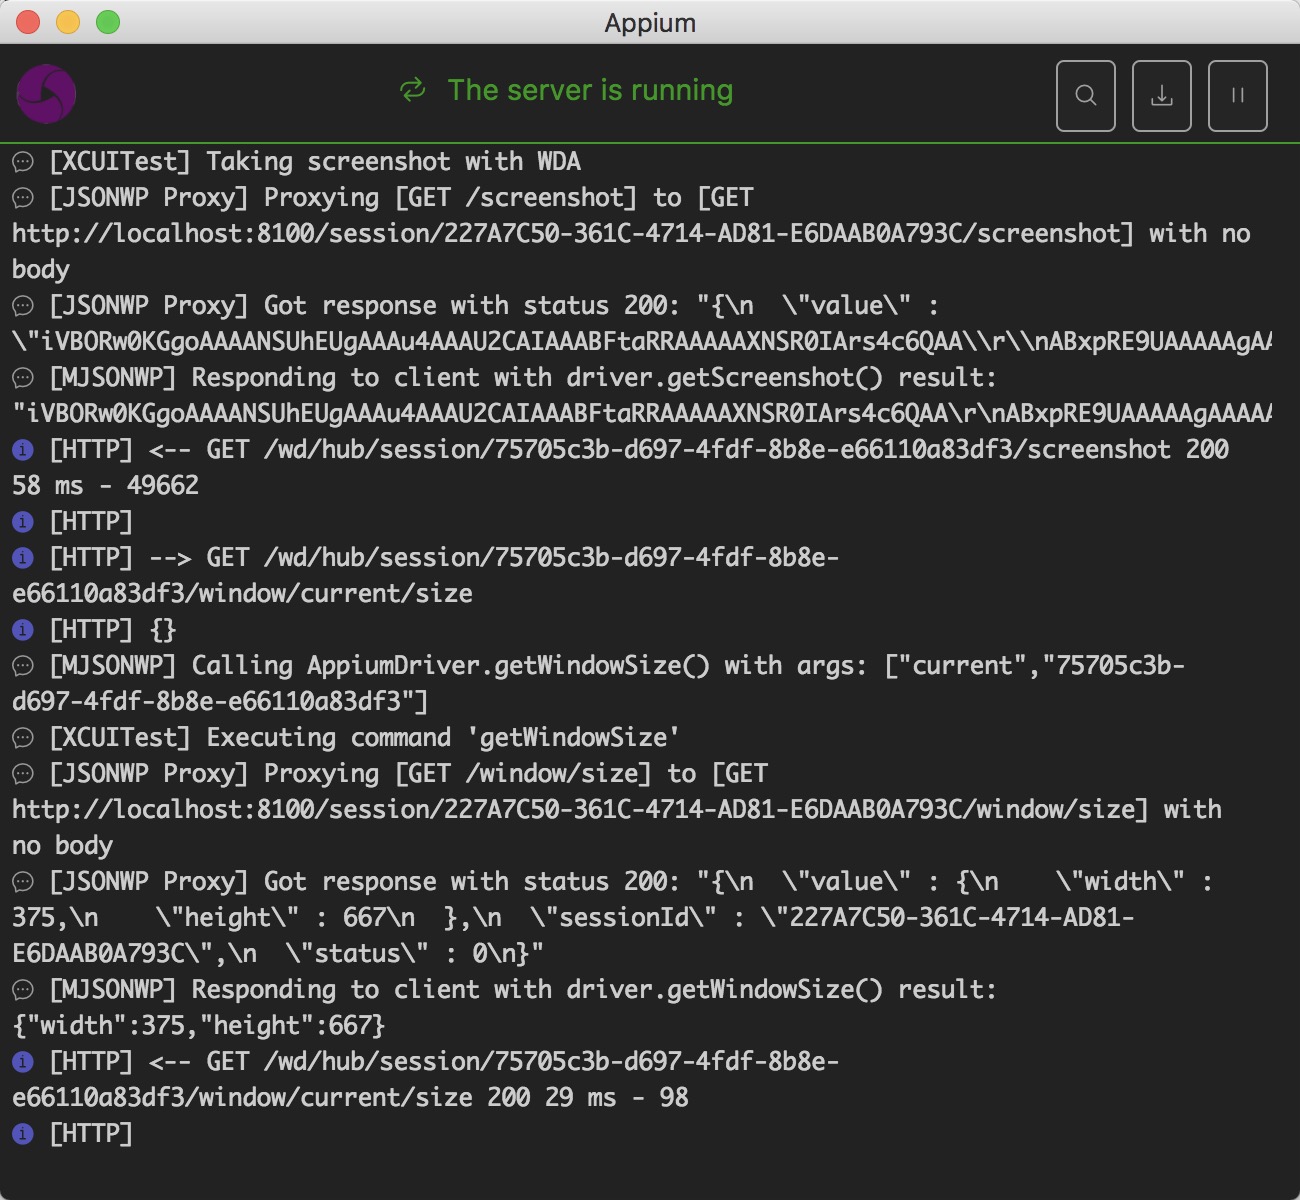 Appium
The server is running
[XCUITest] Taking screenshot with WDA
[JSONWP Proxy] Proxying [GET /screenshot] to [GET
http://localhost:8100/session/227A7C50-361C-4714-AD81-E6DAAB0A793C/screenshot] with no
body
[JSONWP Proxy] Got response with status 200: "{\n  \"value\" :
\"iVBORw0KGgoAAAANSUhEUgAAAu4AAAU2CAIAAABFtaRRAAAAAXNSR0IArs4c6QAA\\r\\nABxpRE9UAAAAAgAA
[MJSONWP] Responding to client with driver.getScreenshot() result:
"iVBORw0KGgoAAAANSUhEUgAAAu4AAAU2CAIAAABFtaRRAAAAAXNSR0IArs4c6QAA\r\nABxpRE9UAAAAAgAAAAA
[HTTP] <-- GET /wd/hub/session/75705c3b-d697-4fdf-8b8e-e66110a83df3/screenshot 200
58 ms - 49662
[HTTP]
[HTTP] --> GET /wd/hub/session/75705c3b-d697-4fdf-8b8e-
e66110a83df3/window/current/size
[HTTP] {}
[MJSONWP] Calling AppiumDriver.getWindowSize() with args: ["current","75705c3b-
d697-4fdf-8b8e-e66110a83df3"]
[XCUITest] Executing command 'getWindowSize'
[JSONWP Proxy] Proxying [GET /window/size] to [GET
http://localhost:8100/session/227A7C50-361C-4714-AD81-E6DAAB0A793C/window/size] with
no body
[JSONWP Proxy] Got response with status 200: "{\n  \"value\" : {\n    \"width\" :
375,\n    \"height\" : 667\n  },\n  \"sessionId\" : \"227A7C50-361C-4714-AD81-
E6DAAB0A793C\",\n  \"status\" : 0\n}"
[MJSONWP] Responding to client with driver.getWindowSize() result:
{"width":375,"height":667}
[HTTP] <-- GET /wd/hub/session/75705c3b-d697-4fdf-8b8e-
e66110a83df3/window/current/size 200 29 ms - 98
[HTTP]